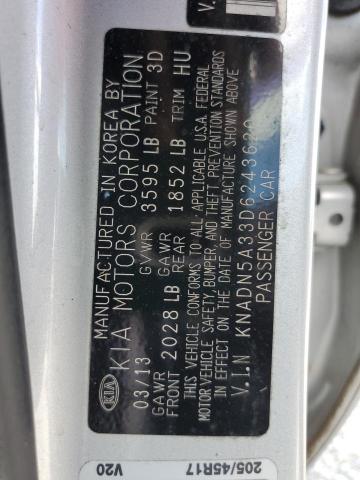 MANUFACTURED IN KOREA BY
KIA MOTORS CORPORATION
KIA
03/13 GVWR 3595 LB PAINT 3D
GAWR FRONT 2028 LB GAWR REAR 1852 LB TRIM HU
THIS VEHICLE CONFORMS TO ALL APPLICABLE U.S.A. FEDERAL
MOTOR VEHICLE SAFETY, BUMPER, AND THEFT PREVENTION STANDARDS
IN EFFECT ON THE DATE OF MANUFACTURE SHOWN ABOVE
V.I.N KNADN5A33D6243620
PASSENGER CAR
V20 205/45R17